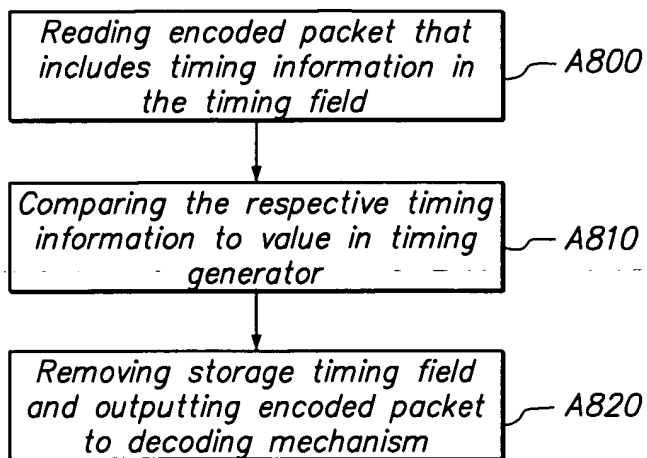 Reading encoded packet that
includes timing information in
the timing field
A800
Comparing the respective timing
information to value in timing
generator
A810
Removing storage timing field
and outputting encoded packet
to decoding mechanism
A820